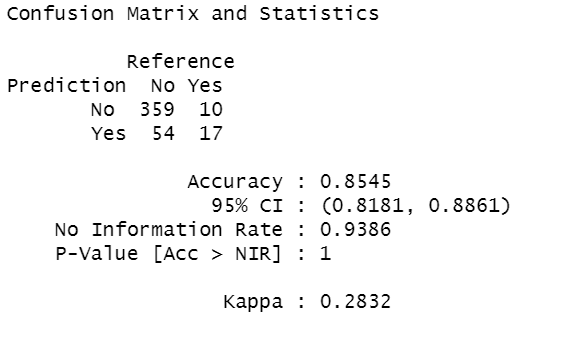 Confusion Matrix and Statistics
Reference
Prediction No Yes
No 359 10
Yes 54 17
Accuracy : 0.8545
95% CI : (0.8181, 0.8861)
No Information Rate : 0.9386
P-Value [Acc > NIR] : 1
Kappa : 0.2832